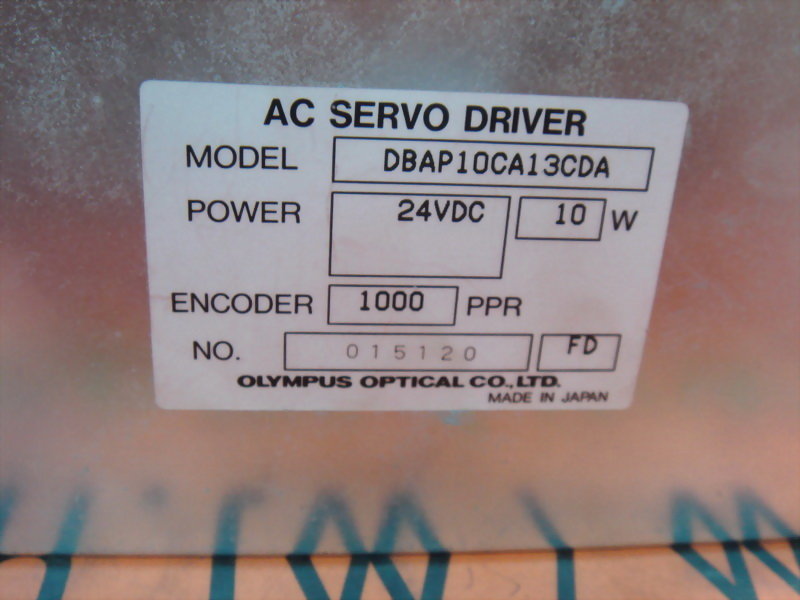 AC SERVO DRIVER
MODEL DBAP10CA13CDA
POWER 24VDC 10 W
ENCODER 1000 PPR
NO. 015120 FD
OLYMPUS OPTICAL CO.,LTD.
MADE IN JAPAN